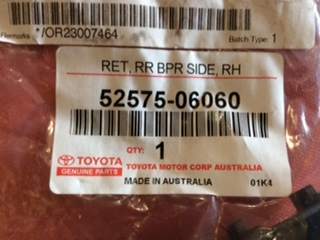 Remarks */OR23007464
Batch Type: 1
RET, RR BPR SIDE, RH
52575-06060
QTY: 1
TOYOTA
GENUINE PARTS
TOYOTA MOTOR CORP AUSTRALIA
MADE IN AUSTRALIA 01K4